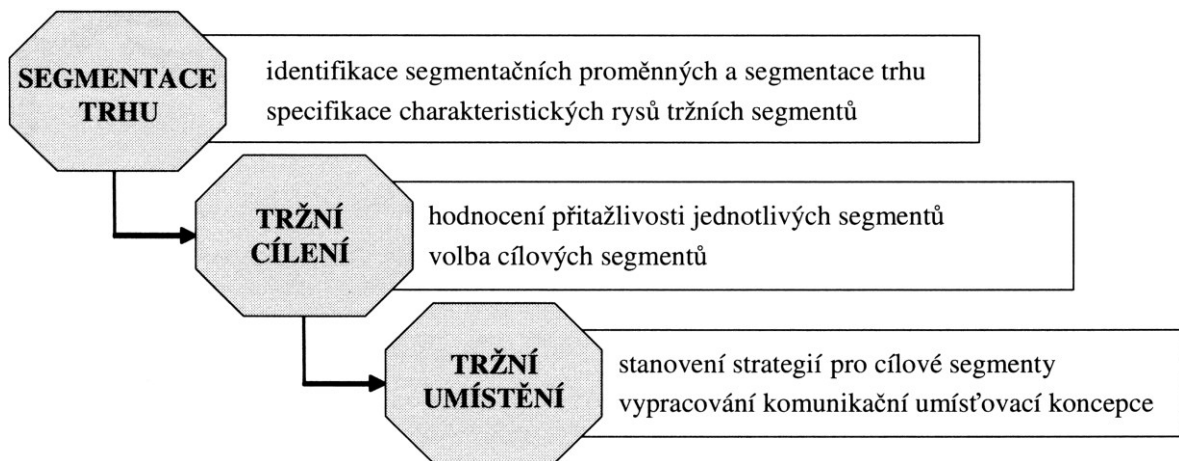 SEGMENTACE
TRHU
identifikace segmentačních proměnných a segmentace trhu
specifikace charakteristických rysů tržních segmentů
TRŽNÍ
CÍLENÍ
hodnocení přitažlivosti jednotlivých segmentů
volba cílových segmentů
TRŽNÍ
UMÍSTĚNÍ
stanovení strategií pro cílové segmenty
vypracování komunikační umísťovací koncepce